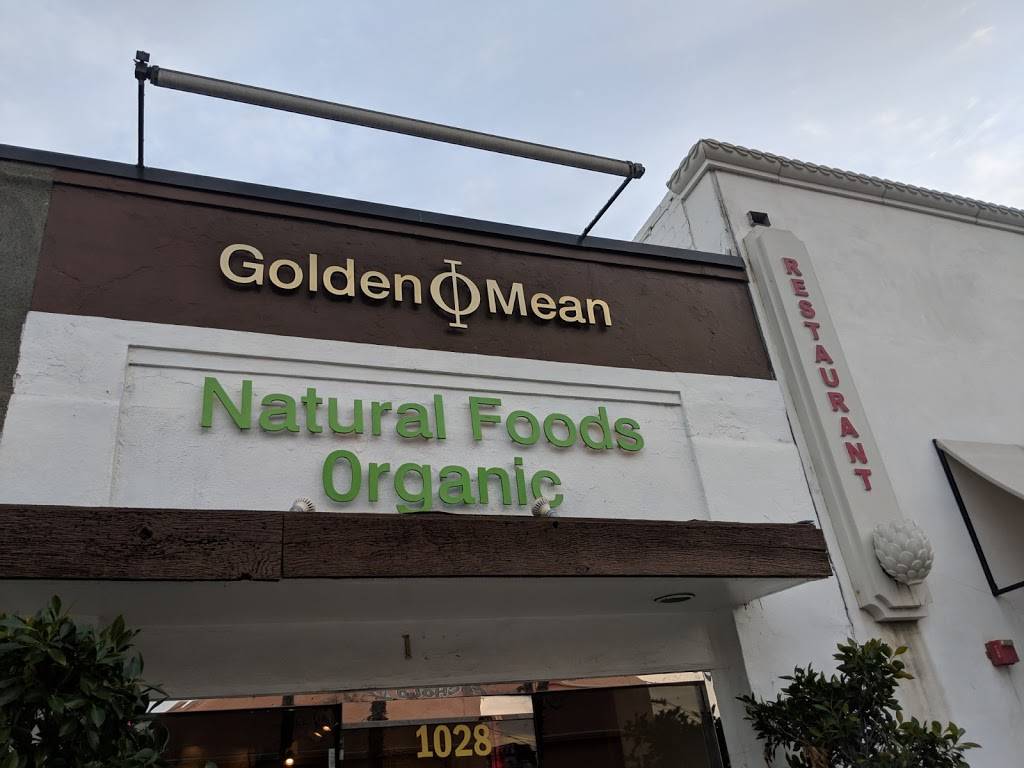 Golden Φ Mean
Natural Foods
Organic
RESTAURANT
1028